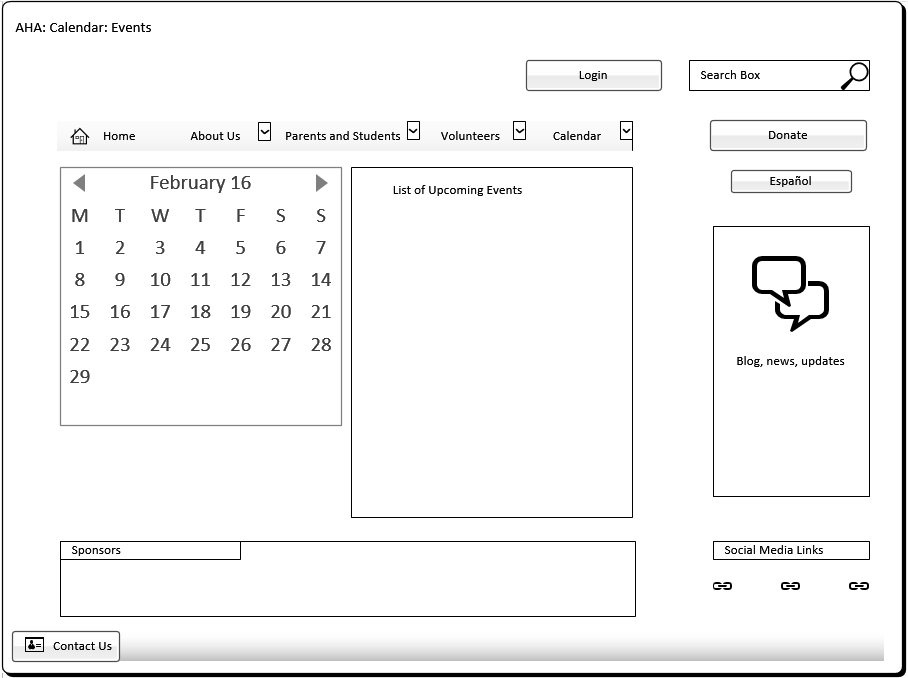 AHA: Calendar: Events
Login
Search Box
Home
About Us
Parents and Students
Volunteers
Calendar
Donate
Español
February 16
M T W T F S S
1 2 3 4 5 6 7
8 9 10 11 12 13 14
15 16 17 18 19 20 21
22 23 24 25 26 27 28
29
List of Upcoming Events
Blog, news, updates
Sponsors
Social Media Links
Contact Us